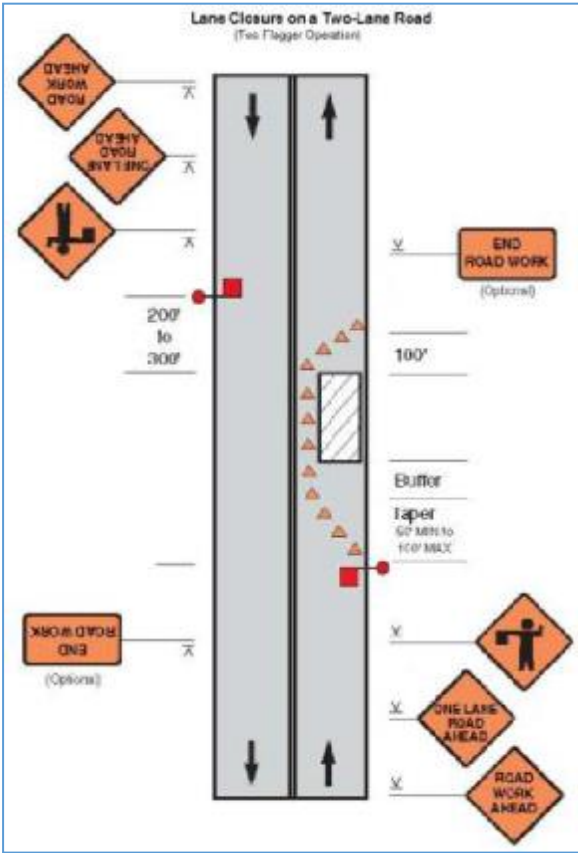 Lane Closure on a Two-Lane Road
(Two Flagger Operation)
ROAD
WORK
AHEAD
ONE LANE
ROAD
AHEAD
END
ROAD WORK
(Optional)
200'
to
300'
100'
Buffer
Taper
50' MIN to
100' MAX
END
ROAD WORK
(Optional)
ONE LANE
ROAD
AHEAD
ROAD
WORK
AHEAD